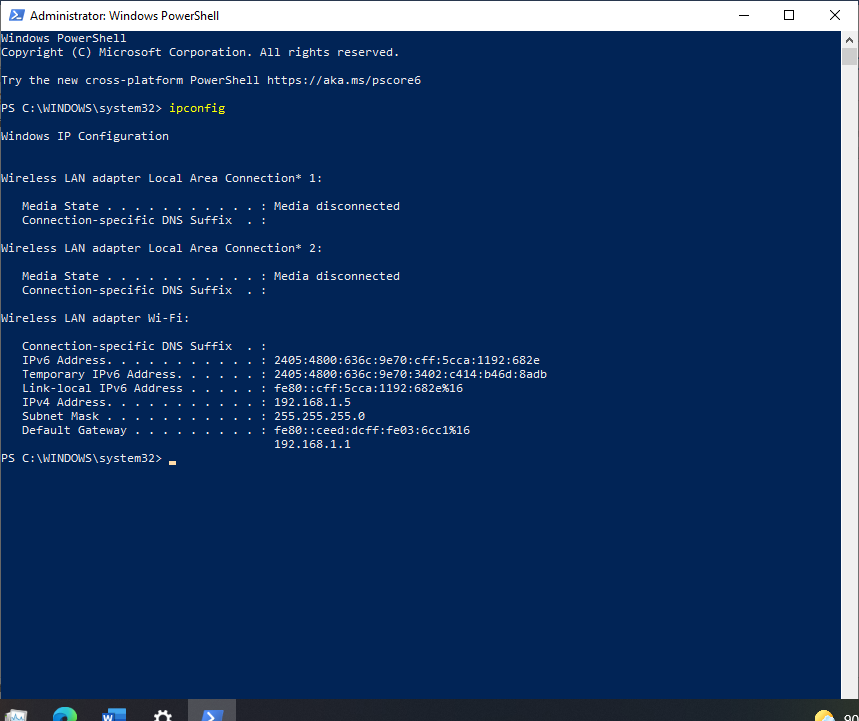 Administrator: Windows PowerShell
Windows PowerShell
Copyright (C) Microsoft Corporation. All rights reserved.
Try the new cross-platform PowerShell https://aka.ms/pscore6
PS C:\WINDOWS\system32> ipconfig
Windows IP Configuration
Wireless LAN adapter Local Area Connection* 1:
Media State . . . . . . . . . . . : Media disconnected
Connection-specific DNS Suffix  . :
Wireless LAN adapter Local Area Connection* 2:
Media State . . . . . . . . . . . : Media disconnected
Connection-specific DNS Suffix  . :
Wireless LAN adapter Wi-Fi:
Connection-specific DNS Suffix  . :
IPv6 Address. . . . . . . . . . . : 2405:4800:636c:9e70:cff:5cca:1192:682e
Temporary IPv6 Address. . . . . . : 2405:4800:636c:9e70:3402:c414:b46d:8adb
Link-local IPv6 Address . . . . . : fe80::cff:5cca:1192:682e%16
IPv4 Address. . . . . . . . . . . : 192.168.1.5
Subnet Mask . . . . . . . . . . . : 255.255.255.0
Default Gateway . . . . . . . . . : fe80::ceed:dcff:fe03:6cc1%16
192.168.1.1
PS C:\WINDOWS\system32>